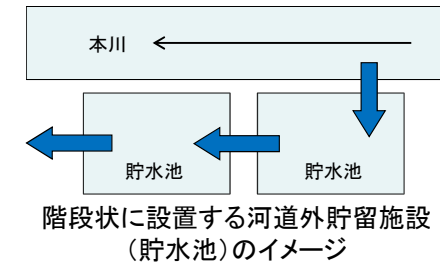 本川
貯水池
貯水池
階段状に設置する河道外貯留施設
（貯水池）のイメージ